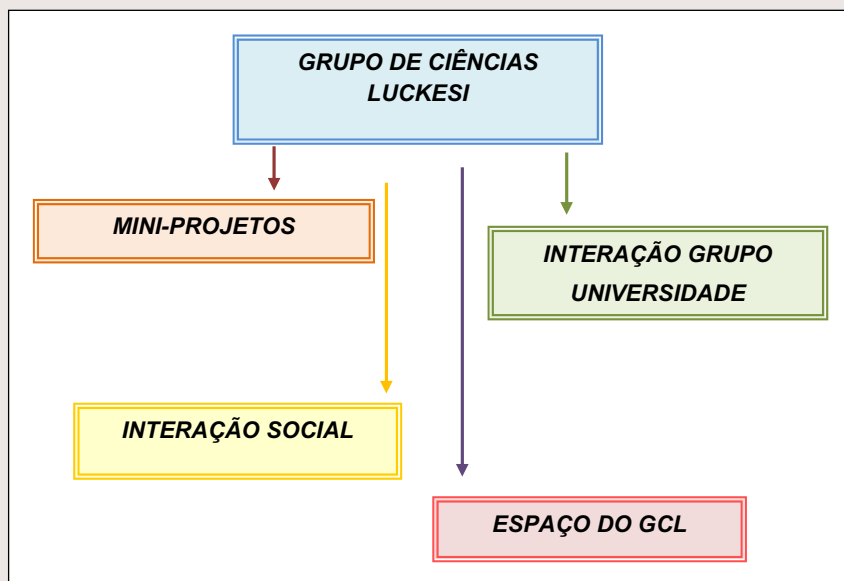 GRUPO DE CIÊNCIAS
LUCKESI
MINI-PROJETOS
INTERAÇÃO GRUPO
UNIVERSIDADE
INTERAÇÃO SOCIAL
ESPAÇO DO GCL